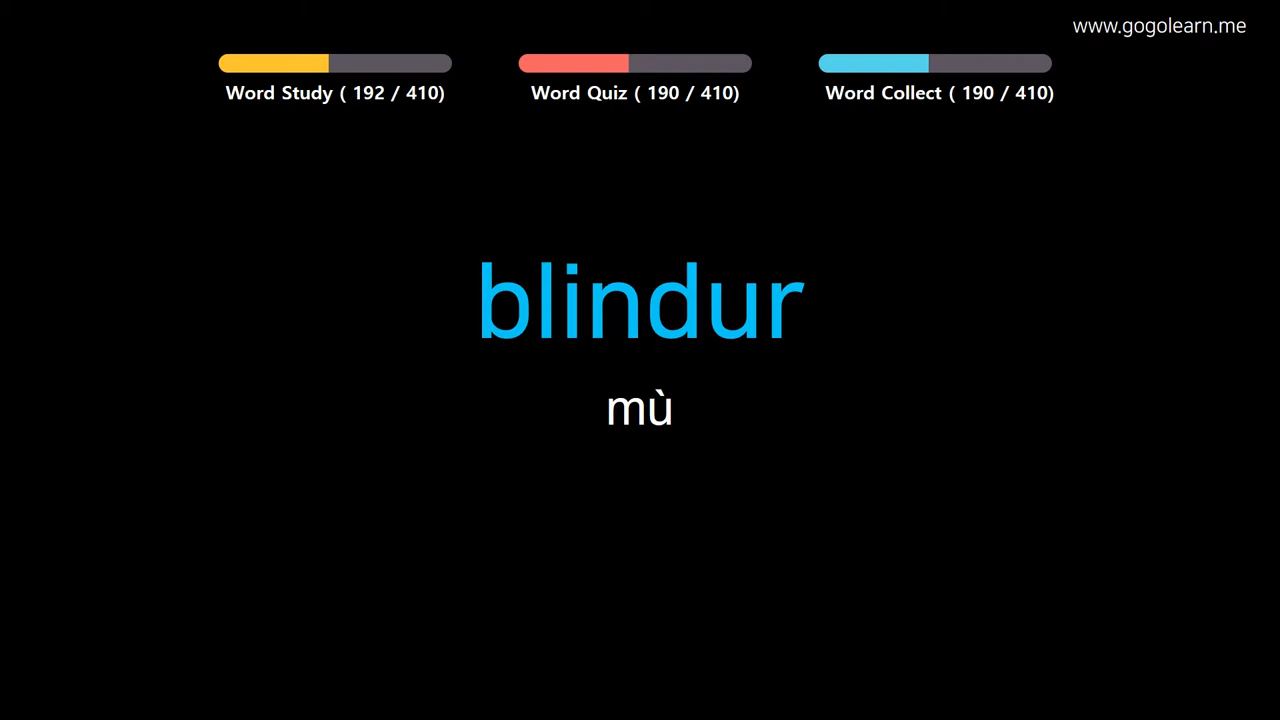 www.gogolearn.me
Word Study ( 192 / 410)
Word Quiz ( 190 / 410)
Word Collect ( 190 / 410)
blindur
mù